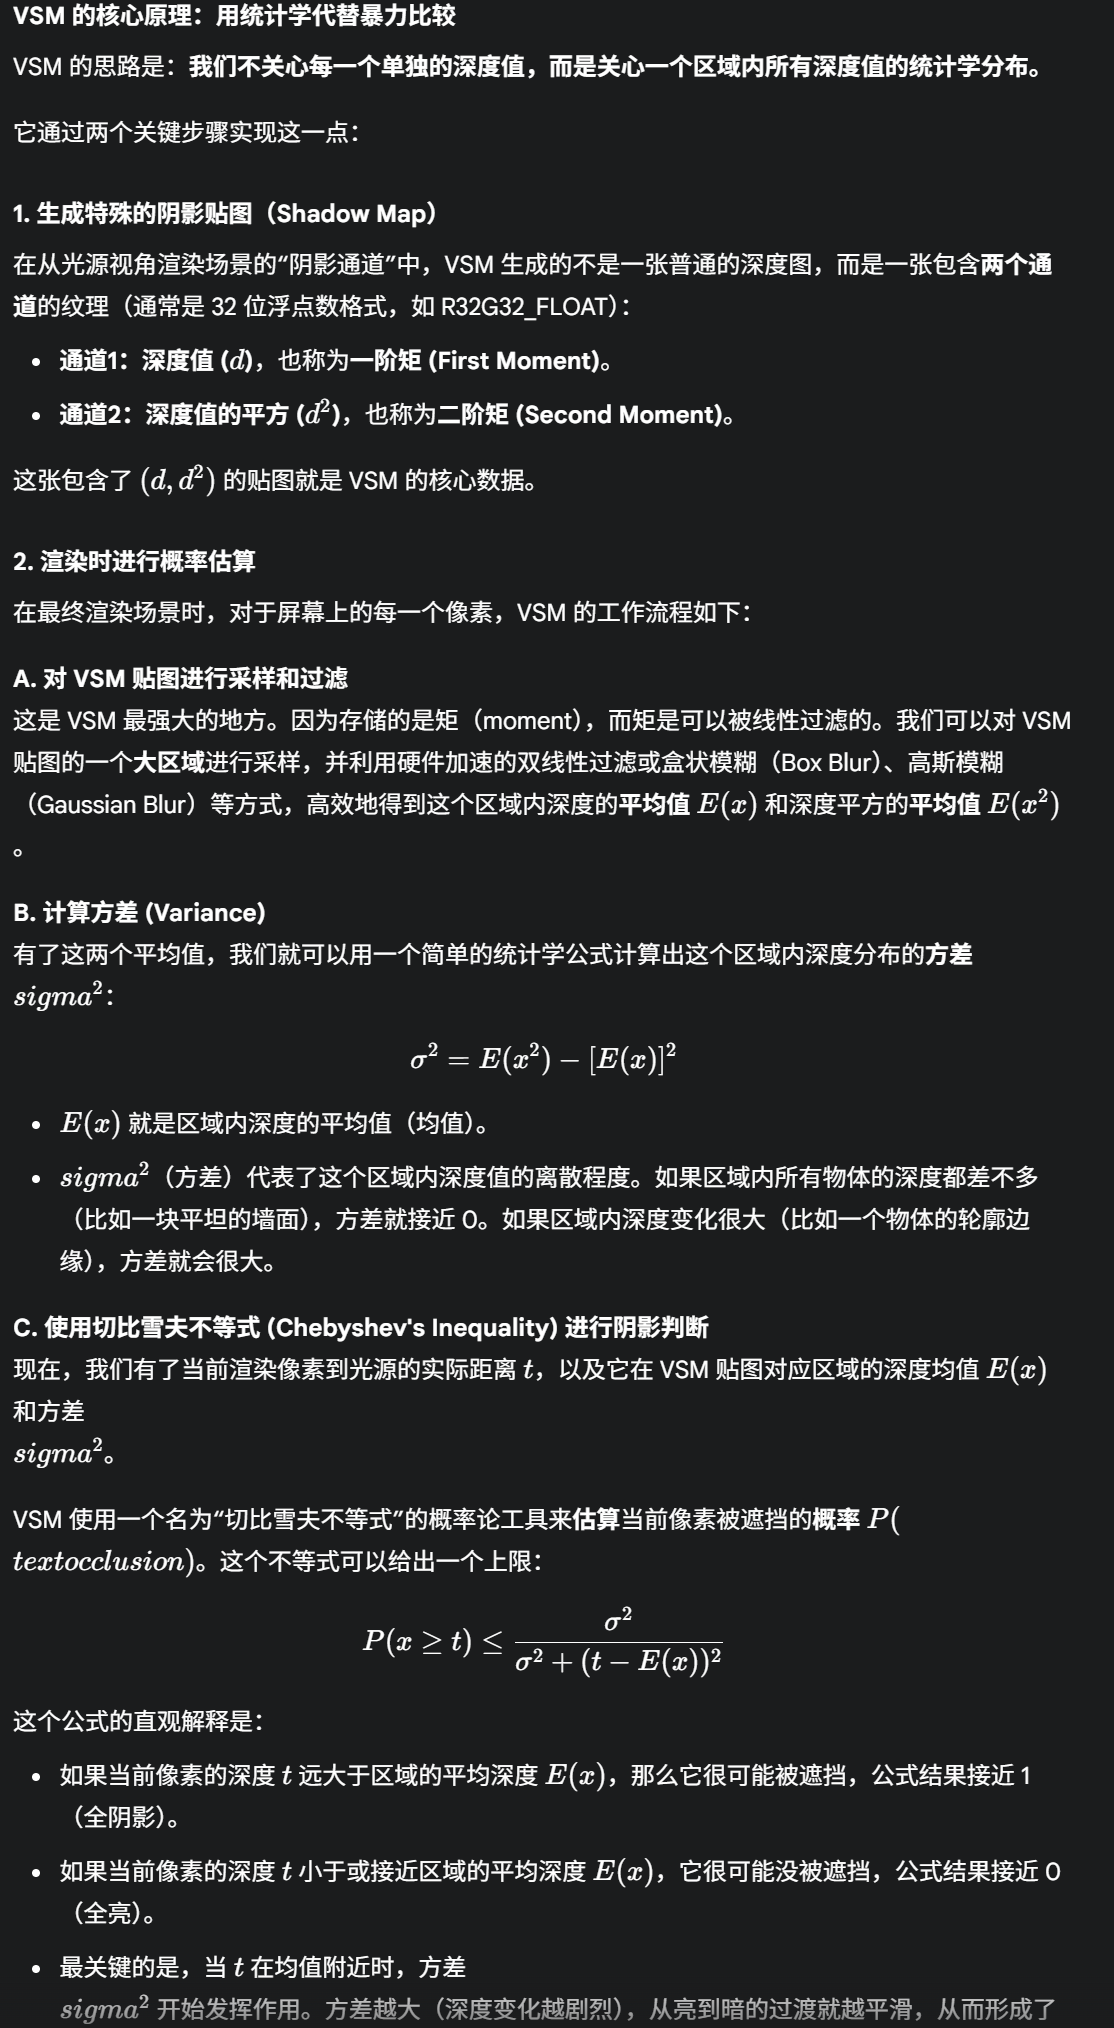 VSM 的核心原理：用统计学代替暴力比较
VSM 的思路是：我们不关心每一个单独的深度值，而是关心一个区域内所有深度值的统计学分布。
它通过两个关键步骤实现这一点：
1. 生成特殊的阴影贴图（Shadow Map）
在从光源视角渲染场景的“阴影通道”中，VSM 生成的不是一张普通的深度图，而是一张包含两个通
道的纹理（通常是 32 位浮点数格式，如 R32G32_FLOAT）：
• 通道1：深度值 (d)，也称为一阶矩 (First Moment)。
• 通道2：深度值的平方 (d²)，也称为二阶矩 (Second Moment)。
这张包含了 (d, d²) 的贴图就是 VSM 的核心数据。
2. 渲染时进行概率估算
在最终渲染场景时，对于屏幕上的每一个像素，VSM 的工作流程如下：
A. 对 VSM 贴图进行采样和过滤
这是 VSM 最强大的地方。因为存储的是矩（moment），而矩是可以被线性过滤的。我们可以对 VSM
贴图的一个大区域进行采样，并利用硬件加速的双线性过滤或盒状模糊（Box Blur）、高斯模糊
（Gaussian Blur）等方式，高效地得到这个区域内深度的平均值 E(x) 和深度平方的平均值 E(x²)
。
B. 计算方差 (Variance)
有了这两个平均值，我们就可以用一个简单的统计学公式计算出这个区域内深度分布的方差
sigma²：
σ² = E(x²) − [E(x)]²
• E(x) 就是区域内深度的平均值（均值）。
• sigma²（方差）代表了这个区域内深度值的离散程度。如果区域内所有物体的深度都差不多
（比如一块平坦的墙面），方差就接近 0。如果区域内深度变化很大（比如一个物体的轮廓边
缘），方差就会很大。
C. 使用切比雪夫不等式 (Chebyshev's Inequality) 进行阴影判断
现在，我们有了当前渲染像素到光源的实际距离 t，以及它在 VSM 贴图对应区域的深度均值 E(x)
和方差
sigma²。
VSM 使用一个名为“切比雪夫不等式”的概率论工具来估算当前像素被遮挡的概率 P(
textocclusion)。这个不等式可以给出一个上限：
P(x ≥ t) ≤ σ² / (σ² + (t − E(x))²)
这个公式的直观解释是：
• 如果当前像素的深度 t 远大于区域的平均深度 E(x)，那么它很可能被遮挡，公式结果接近 1
（全阴影）。
• 如果当前像素的深度 t 小于或接近区域的平均深度 E(x)，它很可能没被遮挡，公式结果接近 0
（全亮）。
• 最关键的是，当 t 在均值附近时，方差
sigma² 开始发挥作用。方差越大（深度变化越剧烈），从亮到暗的过渡就越平滑，从而形成了